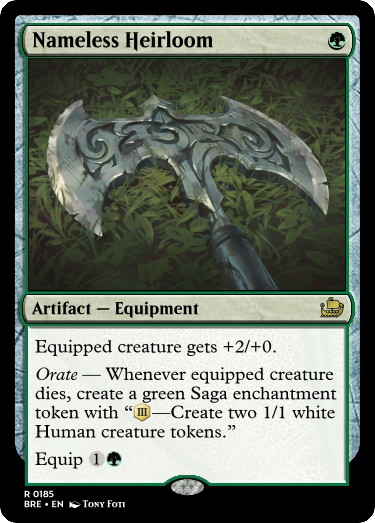 Nameless Heirloom
Artifact — Equipment
Equipped creature gets +2/+0.
Orate — Whenever equipped creature
dies, create a green Saga enchantment
token with “III—Create two 1/1 white
Human creature tokens.”
Equip 1
R 0185
BRE • EN Tony Foti